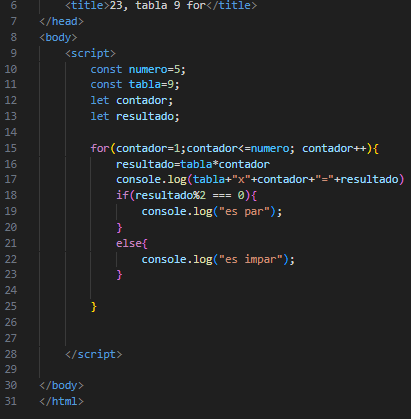 6 <title>23, tabla 9 for</title>
7 </head>
8 <body>
9 <script>
10 const numero=5;
11 const tabla=9;
12 let contador;
13 let resultado;
14
15 for(contador=1;contador<=numero; contador++){
16 resultado=tabla*contador
17 console.log(tabla+"x"+contador+"="+resultado)
18 if(resultado%2 === 0){
19 console.log("es par");
20 }
21 else{
22 console.log("es impar");
23 }
24
25 }
26
27
28 </script>
29
30 </body>
31 </html>